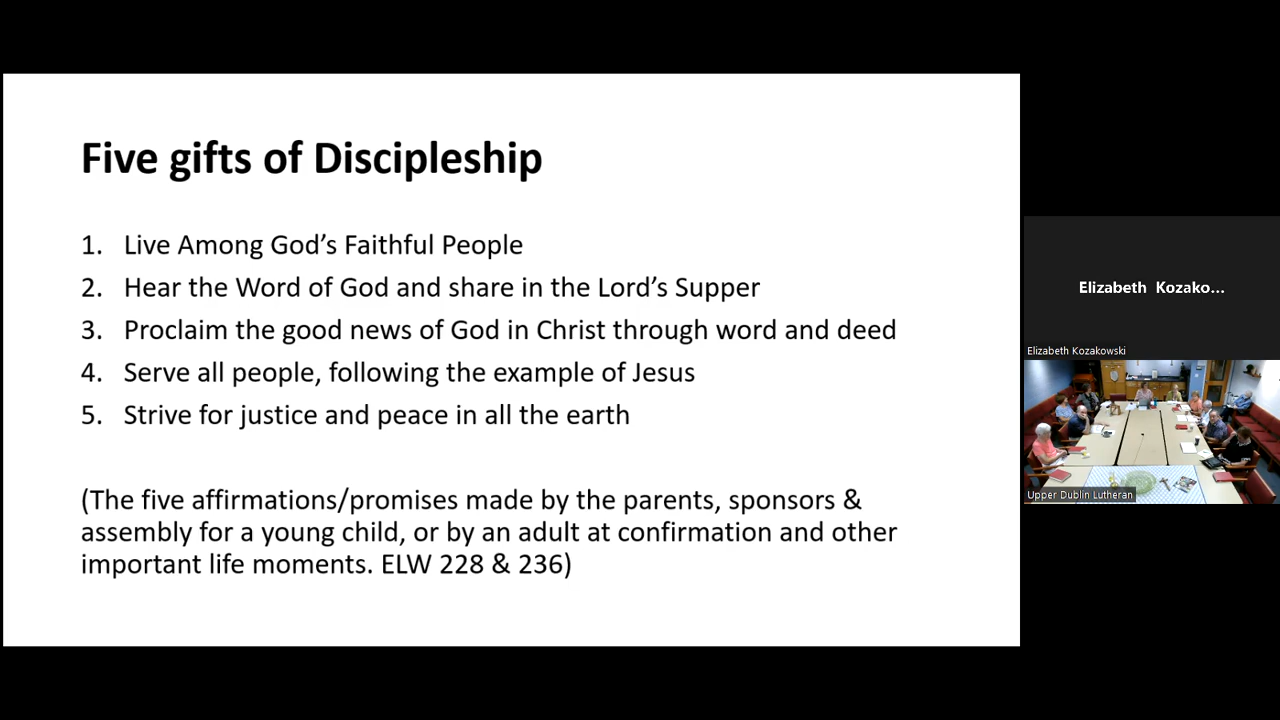 Five gifts of Discipleship
1. Live Among God’s Faithful People
2. Hear the Word of God and share in the Lord’s Supper
3. Proclaim the good news of God in Christ through word and deed
4. Serve all people, following the example of Jesus
5. Strive for justice and peace in all the earth
(The five affirmations/promises made by the parents, sponsors &
assembly for a young child, or by an adult at confirmation and other
important life moments. ELW 228 & 236)
Elizabeth Kozako...
Elizabeth Kozakowski
Upper Dublin Lutheran